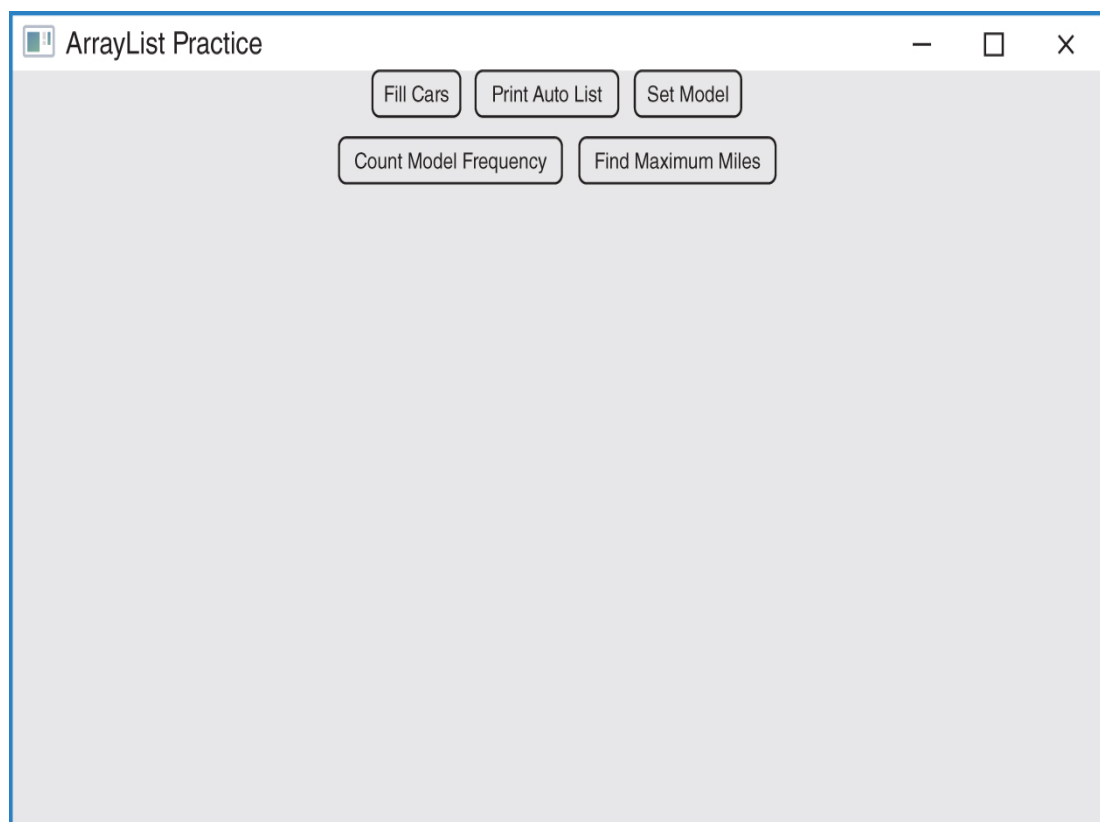 ArrayList Practice
Fill Cars Print Auto List Set Model
Count Model Frequency Find Maximum Miles